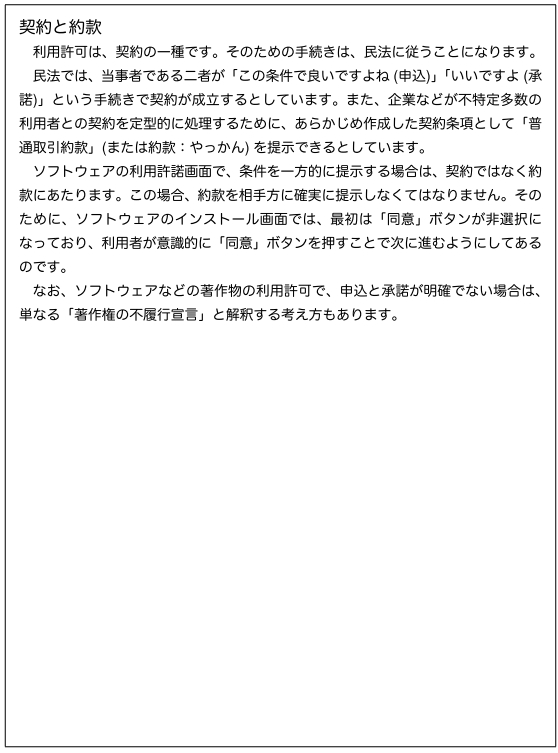 契約と約款
利用許可は、契約の一種です。そのための手続きは、民法に従うことになります。
民法では、当事者である二者が「この条件で良いですよね (申込)」「いいですよ (承
諾)」という手続きで契約が成立するとしています。また、企業などが不特定多数の
利用者との契約を定型的に処理するために、あらかじめ作成した契約条項として「普
通取引約款」(または約款：やっかん) を提示できるとしています。
ソフトウェアの利用許諾画面で、条件を一方的に提示する場合は、契約ではなく約
款にあたります。この場合、約款を相手方に確実に提示しなくてはなりません。その
ために、ソフトウェアのインストール画面では、最初は「同意」ボタンが非選択に
なっており、利用者が意識的に「同意」ボタンを押すことで次に進むようにしてある
のです。
なお、ソフトウェアなどの著作物の利用許可で、申込と承諾が明確でない場合は、
単なる「著作権の不履行宣言」と解釈する考え方もあります。